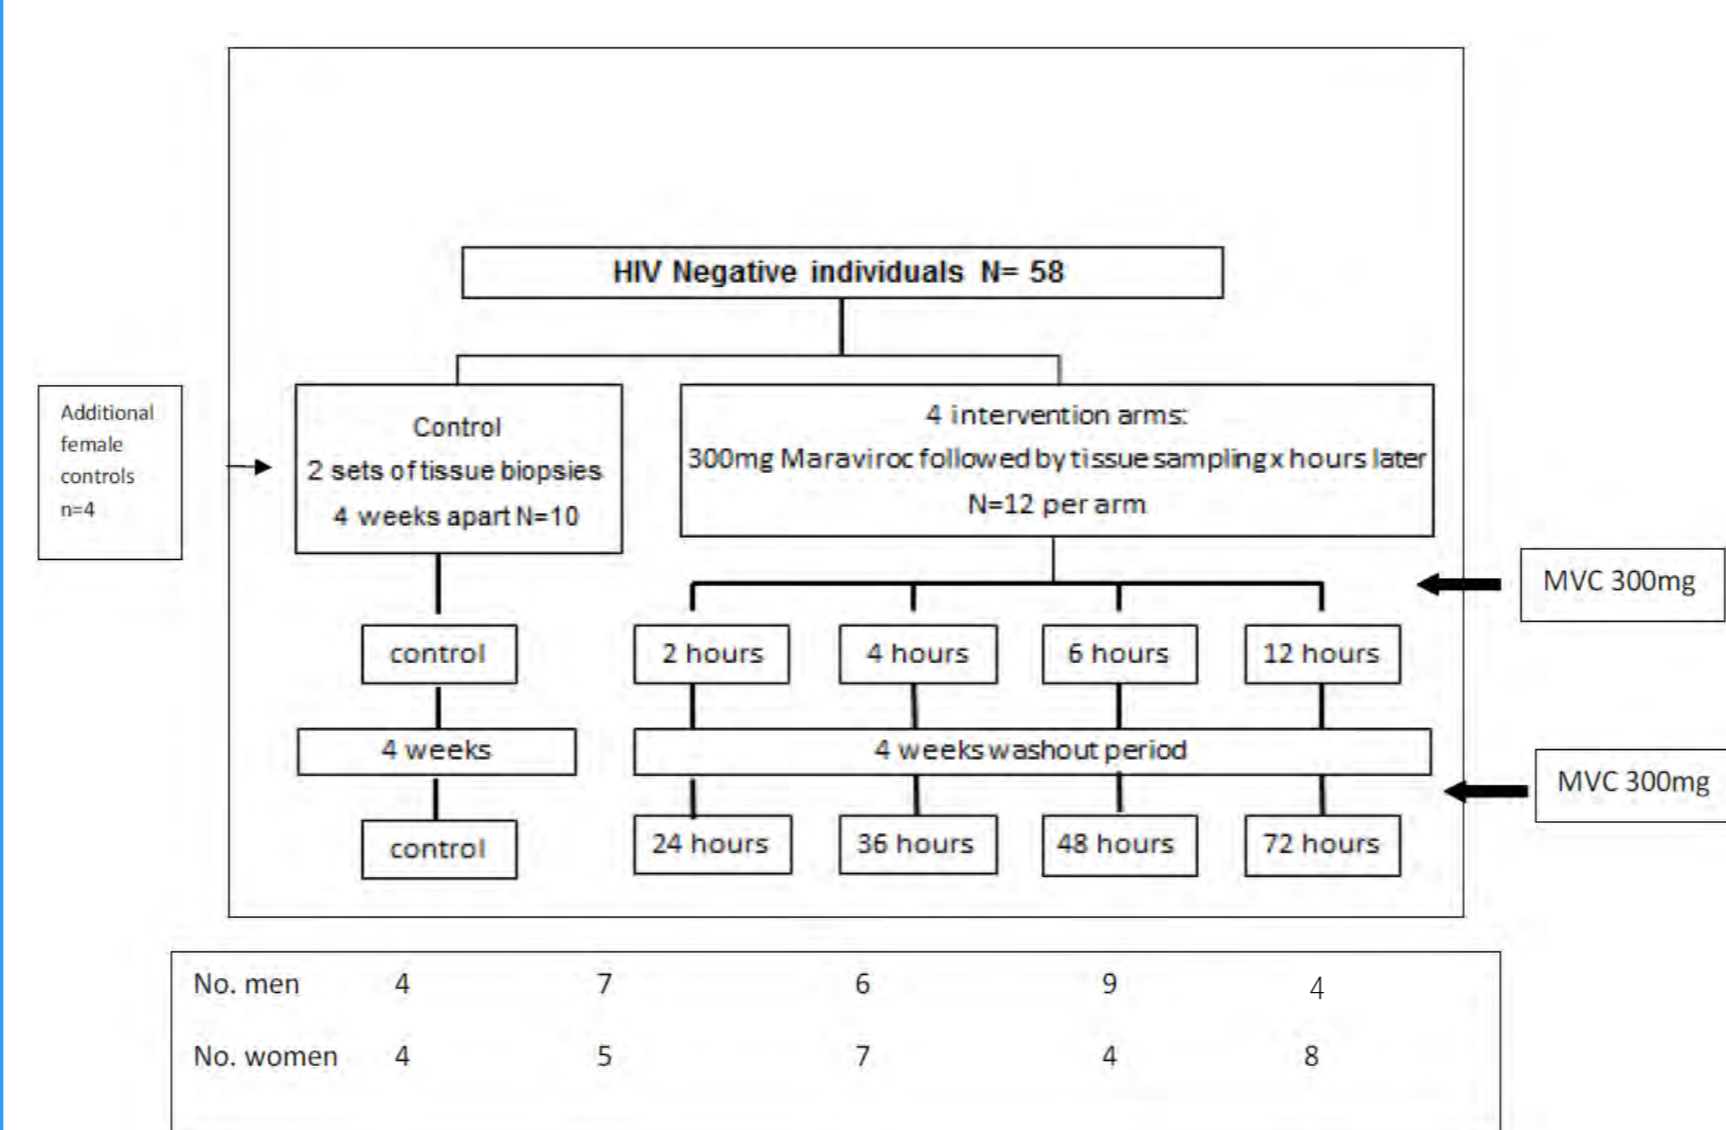 HIV Negative individuals N= 58
Additional
female
controls
n=4
Control
2 sets of tissue biopsies
4 weeks apart N=10
4 intervention arms:
300mg Maraviroc followed by tissue sampling x hours later
N=12 per arm
MVC 300mg
control
2 hours
4 hours
6 hours
12 hours
4 weeks
4 weeks washout period
MVC 300mg
control
24 hours
36 hours
48 hours
72 hours
No. men 4 7 6 9 4
No. women 4 5 7 4 8